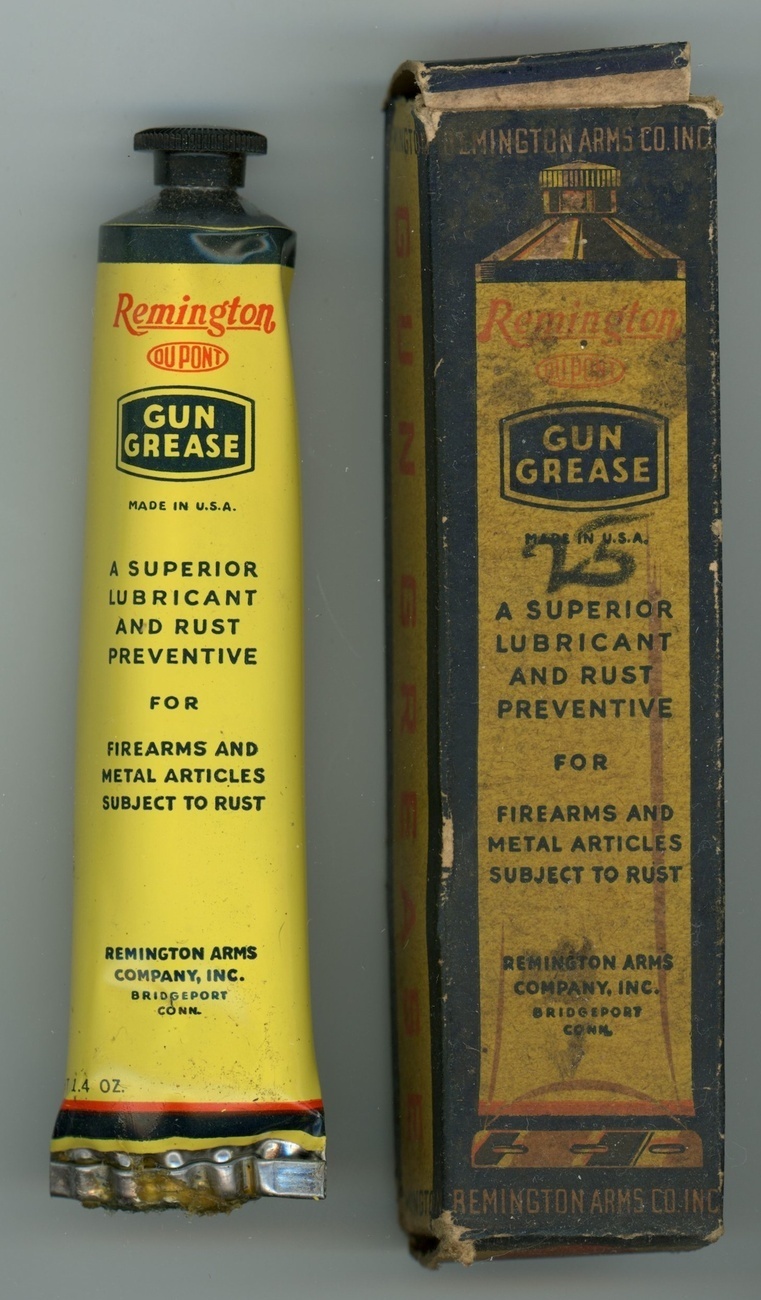 Remington
DU PONT
GUN
GREASE
MADE IN U.S.A.
A SUPERIOR
LUBRICANT
AND RUST
PREVENTIVE
FOR
FIREARMS AND
METAL ARTICLES
SUBJECT TO RUST
REMINGTON ARMS
COMPANY, INC.
BRIDGEPORT
CONN.
1.4 OZ.
GUN GREASE
REMINGTON ARMS CO. INC
Remington
DU PONT
GUN
GREASE
MADE IN U.S.A.
25
A SUPERIOR
LUBRICANT
AND RUST
PREVENTIVE
FOR
FIREARMS AND
METAL ARTICLES
SUBJECT TO RUST
REMINGTON ARMS
COMPANY, INC.
BRIDGEPORT
CONN.
REMINGTON ARMS CO. INC